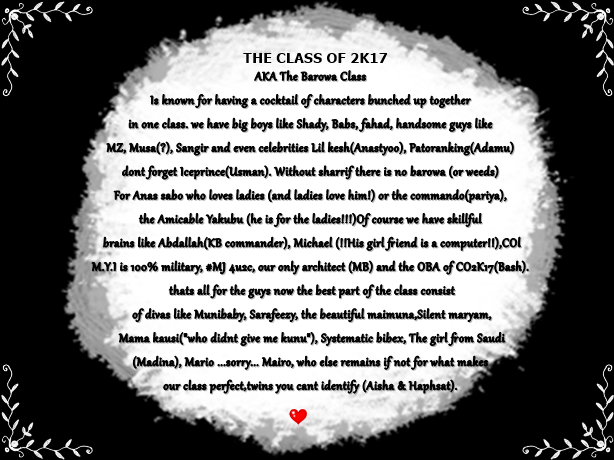 THE CLASS OF 2K17
AKA The Barowa Class
Is known for having a cocktail of characters bunched up together
in one class. we have big boys like Shady, Babs, fahad, handsome guys like
MZ, Musa(?), Sangir and even celebrities Lil kesh(Anastyoo), Patoranking(Adamu)
dont forget Iceprince(Usman). Without sharrif there is no barowa (or weeds)
For Anas sabo who loves ladies (and ladies love him!) or the commando(pariya),
the Amicable Yakubu (he is for the ladies!!!)Of course we have skillful
brains like Abdallah(KB commander), Michael (!!His girl friend is a computer!!),COl
M.Y.I is 100% military, #MJ 4u2c, our only architect (MB) and the OBA of CO2K17(Bash).
thats all for the guys now the best part of the class consist
of divas like Munibaby, Sarafeezy, the beautiful maimuna,Silent maryam,
Mama kausi("who didnt give me kunu"), Systematic bibex, The girl from Saudi
(Madina), Mario ...sorry... Mairo, who else remains if not for what makes
our class perfect,twins you cant identify (Aisha & Haphsat).